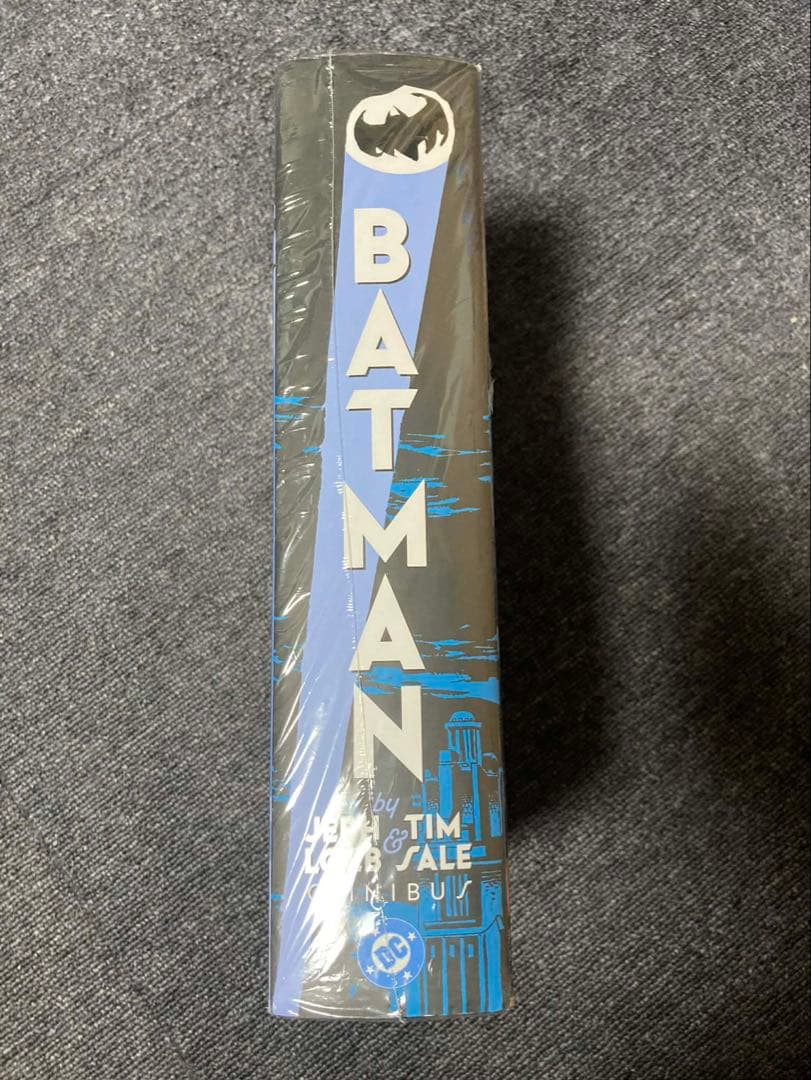 BATMAN
by
JEPH & TIM
LOEB SALE
OMNIBUS
DC